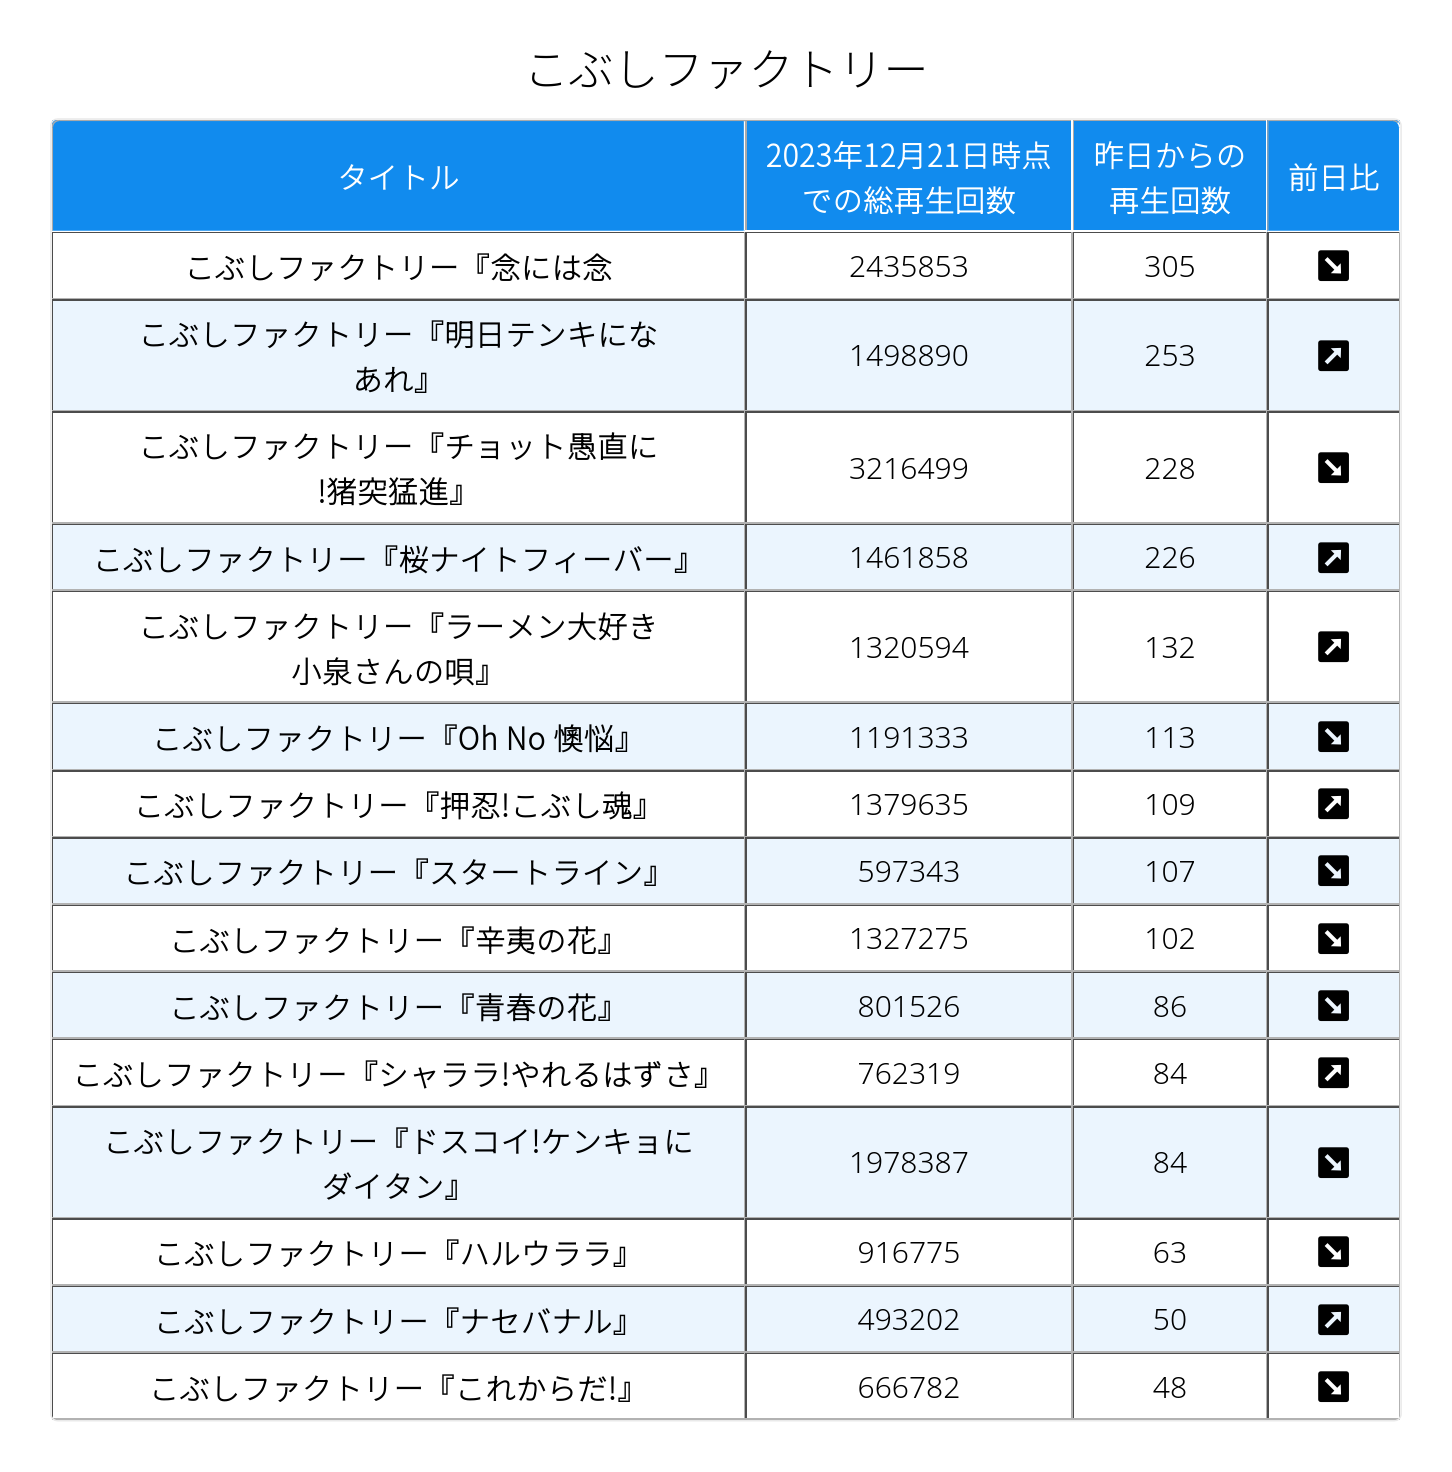 こぶしファクトリー
タイトル
2023年12月21日時点
での総再生回数
昨日からの
再生回数
前日比
こぶしファクトリー『念には念
2435853
305
こぶしファクトリー『明日テンキにな
あれ』
1498890
253
こぶしファクトリー『チョット愚直に
!猪突猛進』
3216499
228
こぶしファクトリー『桜ナイトフィーバー』
1461858
226
こぶしファクトリー『ラーメン大好き
小泉さんの唄』
1320594
132
こぶしファクトリー『Oh No 懊悩』
1191333
113
こぶしファクトリー『押忍!こぶし魂』
1379635
109
こぶしファクトリー『スタートライン』
597343
107
こぶしファクトリー『辛夷の花』
1327275
102
こぶしファクトリー『青春の花』
801526
86
こぶしファクトリー『シャララ!やれるはずさ』
762319
84
こぶしファクトリー『ドスコイ!ケンキョに
ダイタン』
1978387
84
こぶしファクトリー『ハルウララ』
916775
63
こぶしファクトリー『ナセバナル』
493202
50
こぶしファクトリー『これからだ!』
666782
48